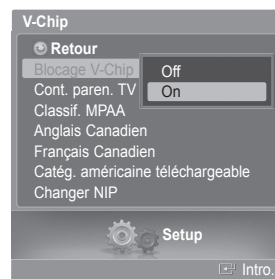 V-Chip
Retour
Blocage V-Chip
Off
Cont. paren. TV
On
Classif. MPAA
Anglais Canadien
Français Canadien
Catég. américaine téléchargeable
Changer NIP
Setup
Intro.